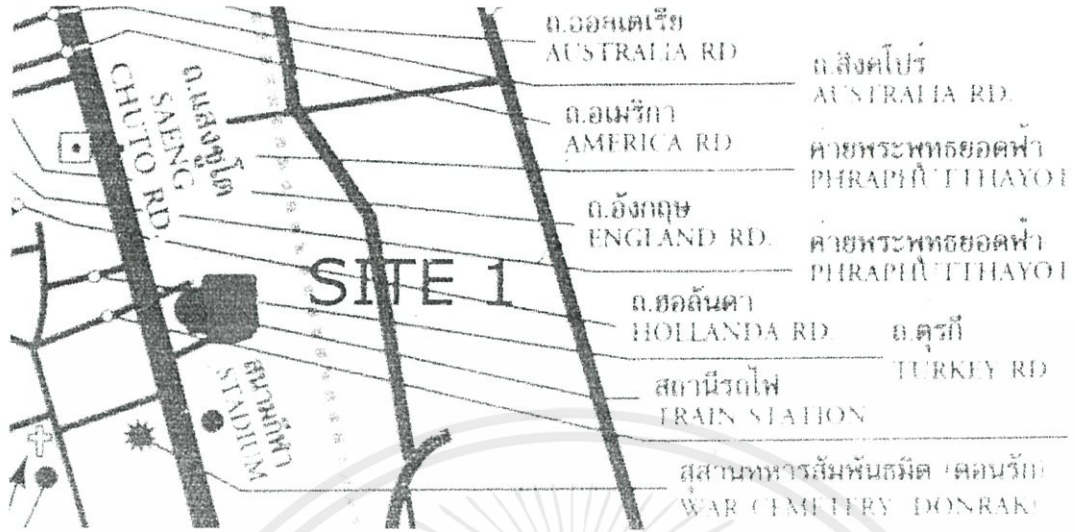 ถ.ออสเตเรีย
AUSTRALIA RD
ถ.สิงคโปร์
AUSTRALIA RD.
ถ.อเมริกา
AMERICA RD
ค่ายพระพุทธยอดฟ้า
PHRAPHUTTHAYOT
ถ.อังกฤษ
ENGLAND RD.
ค่ายพระพุทธยอดฟ้า
PHRAPHUTTHAYOT
ถ.ฮอลันดา
HOLLANDA RD.
ถ.ตุรกี
TURKEY RD
สถานีรถไฟ
TRAIN STATION
สุสานทหารสัมพันธมิต (ดอนรัก)
WAR CEMETERY (DONRAK)
ถ.แสงชูโต
SAENG
CHUTO RD.
SITE 1
สนามกีฬา
STADIUM